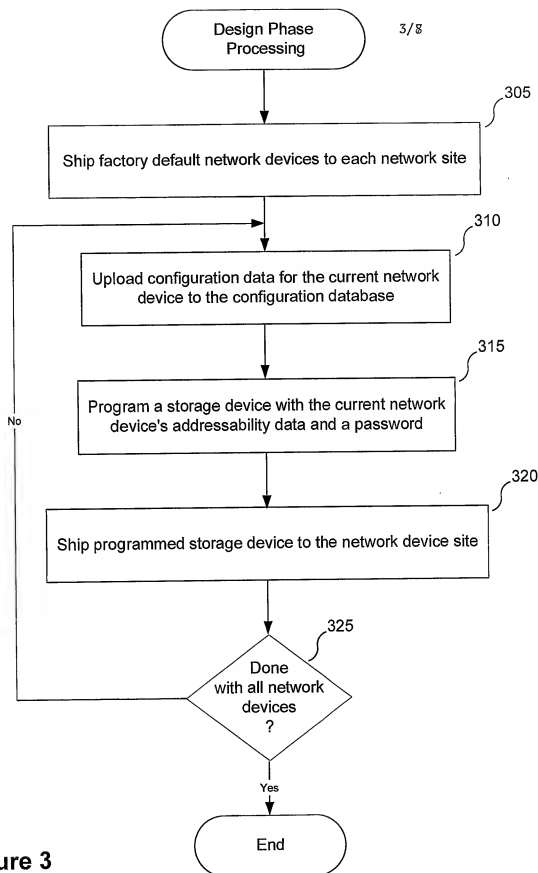 Design Phase
Processing
3/8
305
Ship factory default network devices to each network site
310
Upload configuration data for the current network
device to the configuration database
315
Program a storage device with the current network
device's addressability data and a password
No
320
Ship programmed storage device to the network device site
325
Done
with all network
devices
?
Yes
End
ure 3